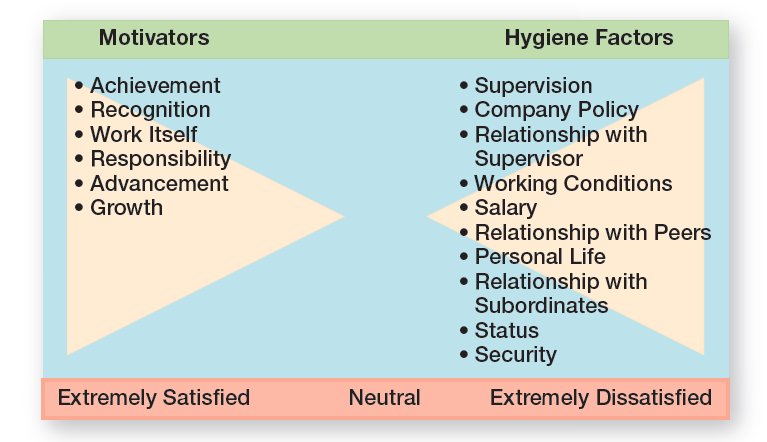 Motivators
Hygiene Factors
• Achievement
• Recognition
• Work Itself
• Responsibility
• Advancement
• Growth
• Supervision
• Company Policy
• Relationship with
Supervisor
• Working Conditions
• Salary
• Relationship with Peers
• Personal Life
• Relationship with
Subordinates
• Status
• Security
Extremely Satisfied
Neutral
Extremely Dissatisfied